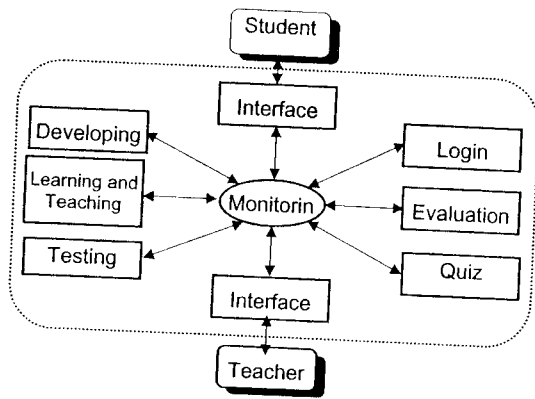 Student
Interface
Developing
Login
Learning and
Teaching
Monitorin
Evaluation
Testing
Quiz
Interface
Teacher